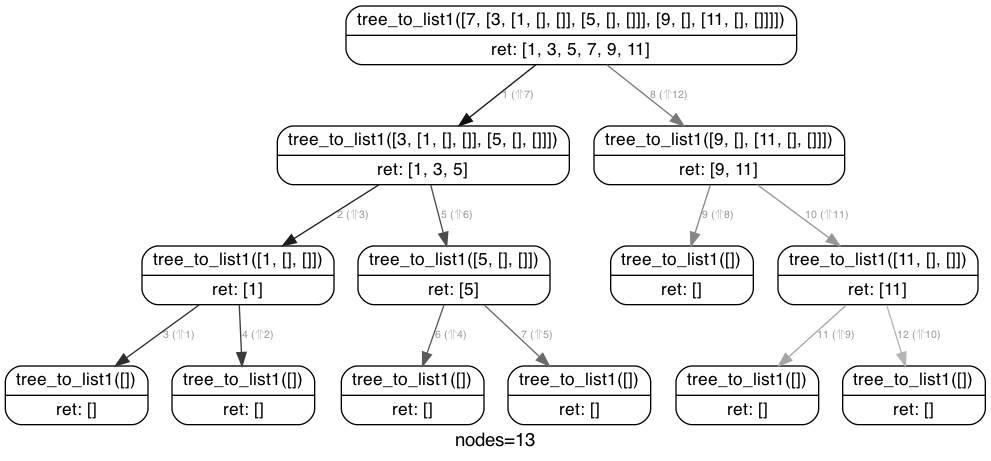 tree_to_list1([7, [3, [1, [], []], [5, [], []]], [9, [], [11, [], []]]])
ret: [1, 3, 5, 7, 9, 11]
1 (⇑7)
8 (⇑12)
tree_to_list1([3, [1, [], []], [5, [], []]])
ret: [1, 3, 5]
tree_to_list1([9, [], [11, [], []]])
ret: [9, 11]
2 (⇑3)
5 (⇑6)
9 (⇑8)
10 (⇑11)
tree_to_list1([1, [], []])
ret: [1]
tree_to_list1([5, [], []])
ret: [5]
tree_to_list1([])
ret: []
tree_to_list1([11, [], []])
ret: [11]
3 (⇑1)
4 (⇑2)
6 (⇑4)
7 (⇑5)
11 (⇑9)
12 (⇑10)
tree_to_list1([])
ret: []
tree_to_list1([])
ret: []
tree_to_list1([])
ret: []
tree_to_list1([])
ret: []
tree_to_list1([])
ret: []
tree_to_list1([])
ret: []
nodes=13